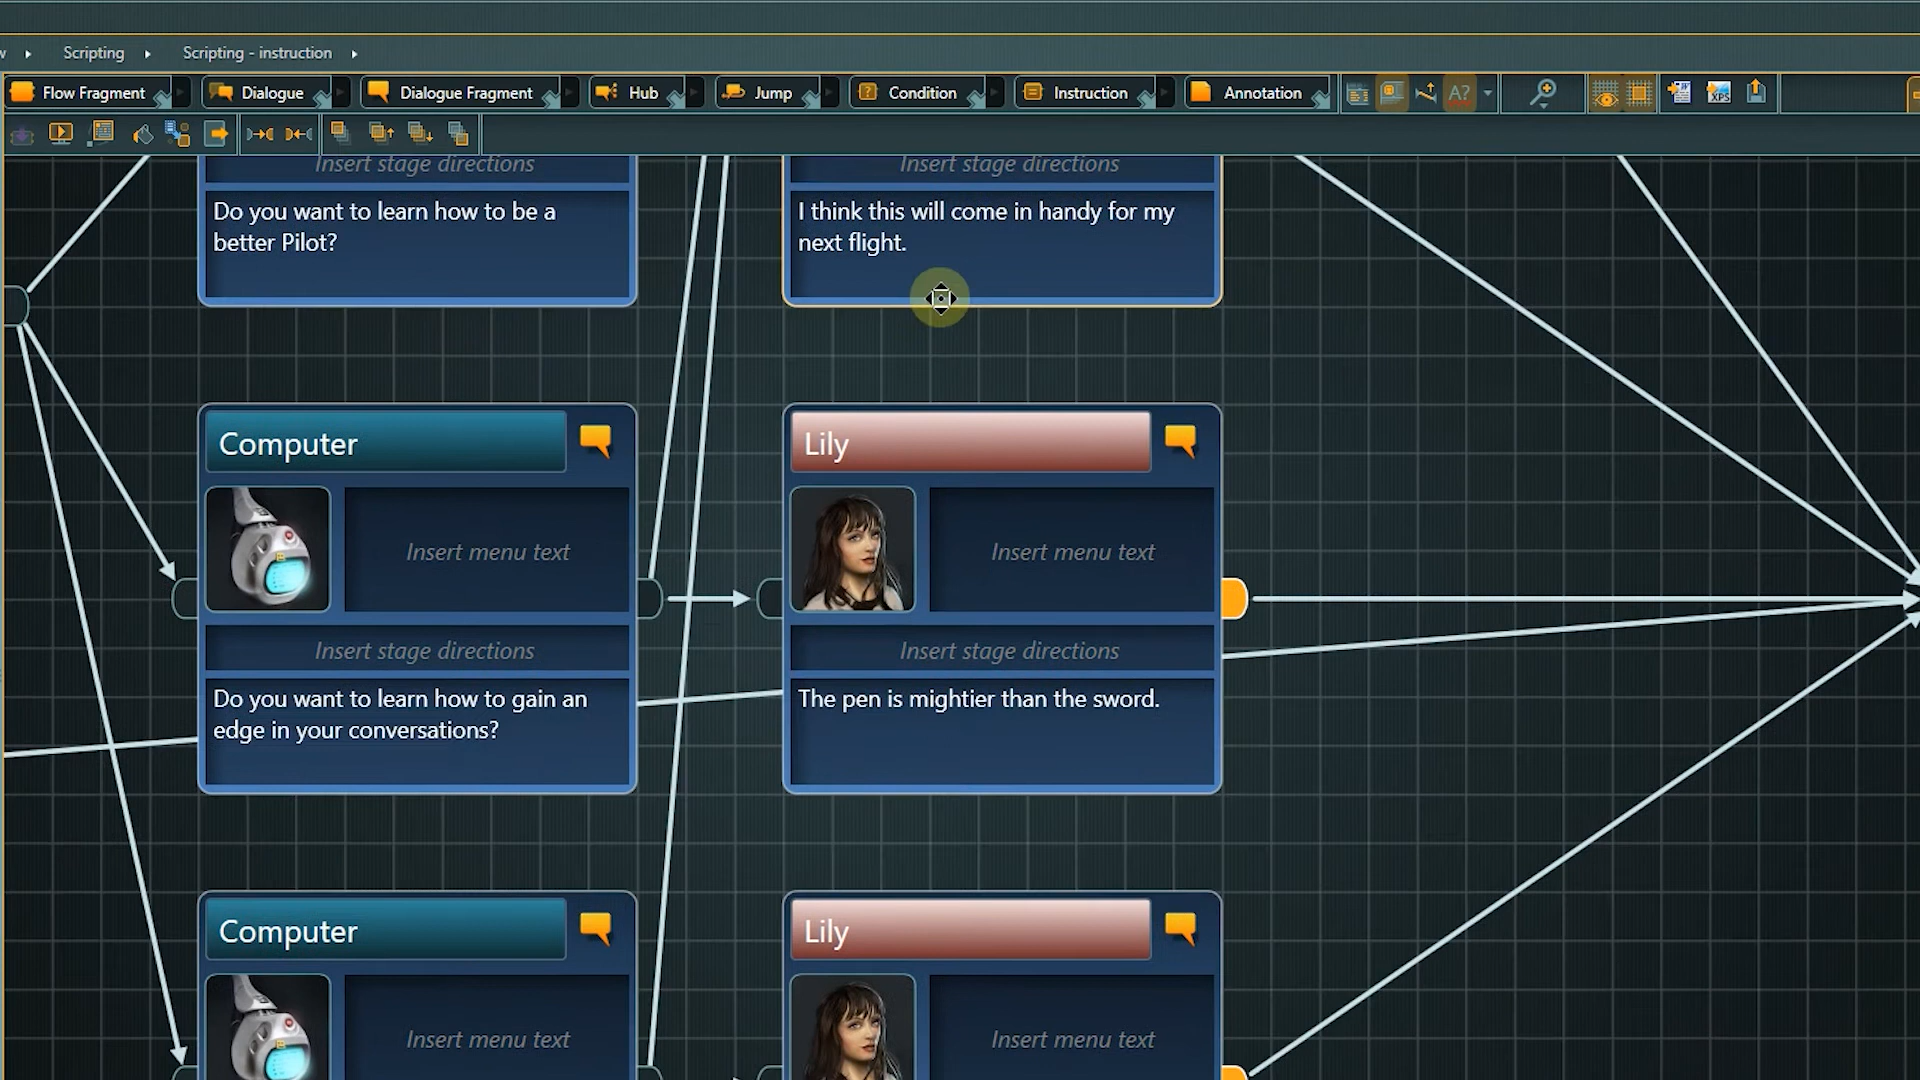 w
Scripting
Scripting - instruction
Flow Fragment
Dialogue
Dialogue Fragment
Hub
Jump
Condition
Instruction
Annotation
A?
XPS
Insert stage directions
Do you want to learn how to be a
better Pilot?
Insert stage directions
I think this will come in handy for my
next flight.
Computer
Insert menu text
Insert stage directions
Do you want to learn how to gain an
edge in your conversations?
Lily
Insert menu text
Insert stage directions
The pen is mightier than the sword.
Computer
Insert menu text
Lily
Insert menu text